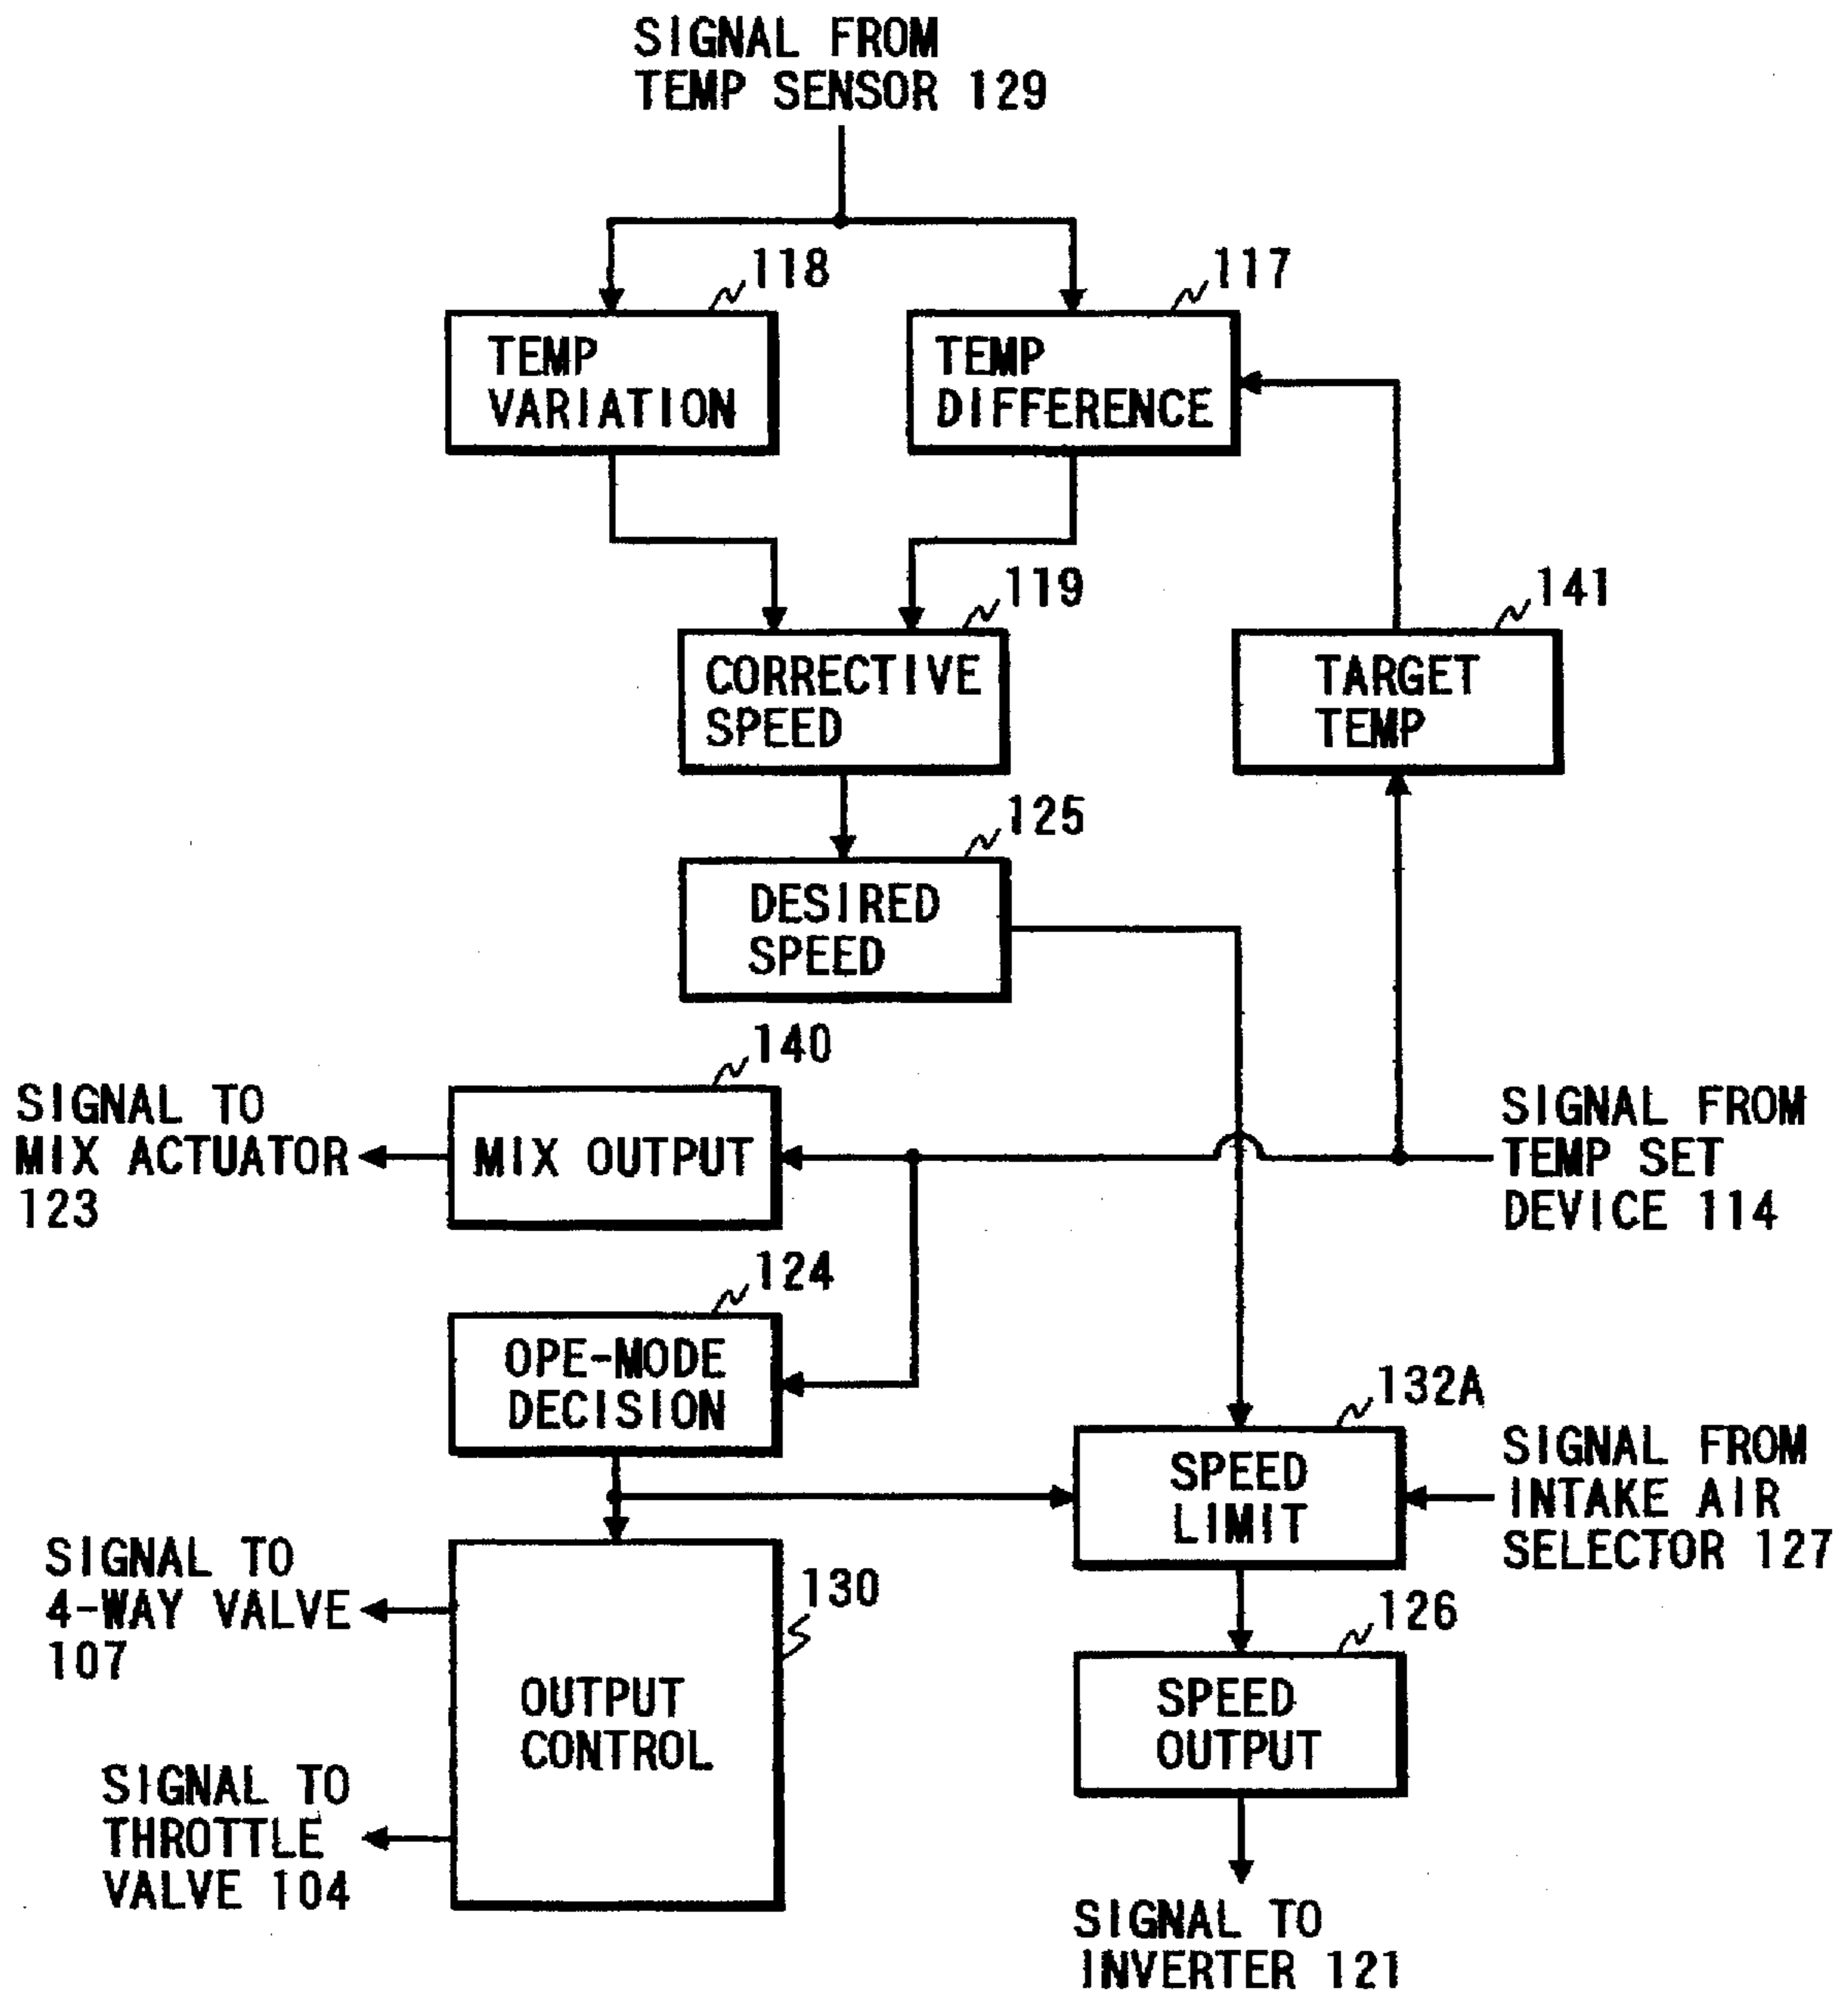 SIGNAL FROM
TEMP SENSOR 129
118
117
TEMP
VARIATION
TEMP
DIFFERENCE
119
141
CORRECTIVE
SPEED
TARGET
TEMP
125
DESIRED
SPEED
140
SIGNAL TO
MIX ACTUATOR
123
MIX OUTPUT
SIGNAL FROM
TEMP SET
DEVICE 114
124
OPE-MODE
DECISION
132A
SPEED
LIMIT
SIGNAL FROM
INTAKE AIR
SELECTOR 127
SIGNAL TO
4-WAY VALVE
107
130
126
OUTPUT
CONTROL
SPEED
OUTPUT
SIGNAL TO
THROTTLE
VALVE 104
SIGNAL TO
INVERTER 121